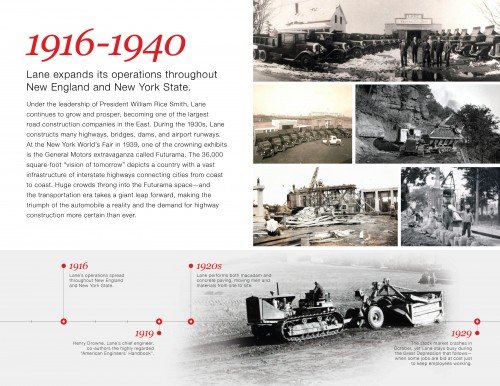 1916-1940
Lane expands its operations throughout
New England and New York State.
Under the leadership of President William Rice Smith, Lane
continues to grow and prosper, becoming one of the largest
road construction companies in the East. During the 1930s, Lane
constructs many highways, bridges, dams, and airport runways.
At the New York World's Fair in 1939, one of the crowning exhibits
is the General Motors extravaganza called Futurama. The 36,000
square-foot "vision of tomorrow" depicts a country with a vast
infrastructure of interstate highways connecting cities from coast
to coast. Huge crowds throng into the Futurama space—and
the transportation era takes a giant leap forward, making the
triumph of the automobile a reality and the demand for highway
construction more certain than ever.
1916
Lane's operations spread
throughout New England
and New York State.
1920s
Lane performs both macadam and
concrete paving, moving men and
materials from site to site.
1919
Henry Drowne, Lane's chief engineer,
co-authors the highly regarded
"American Engineers' Handbook".
1929
The stock market crashes in
October, yet Lane stays busy during
the Great Depression that follows—
when some jobs are bid at cost just
to keep employees working.